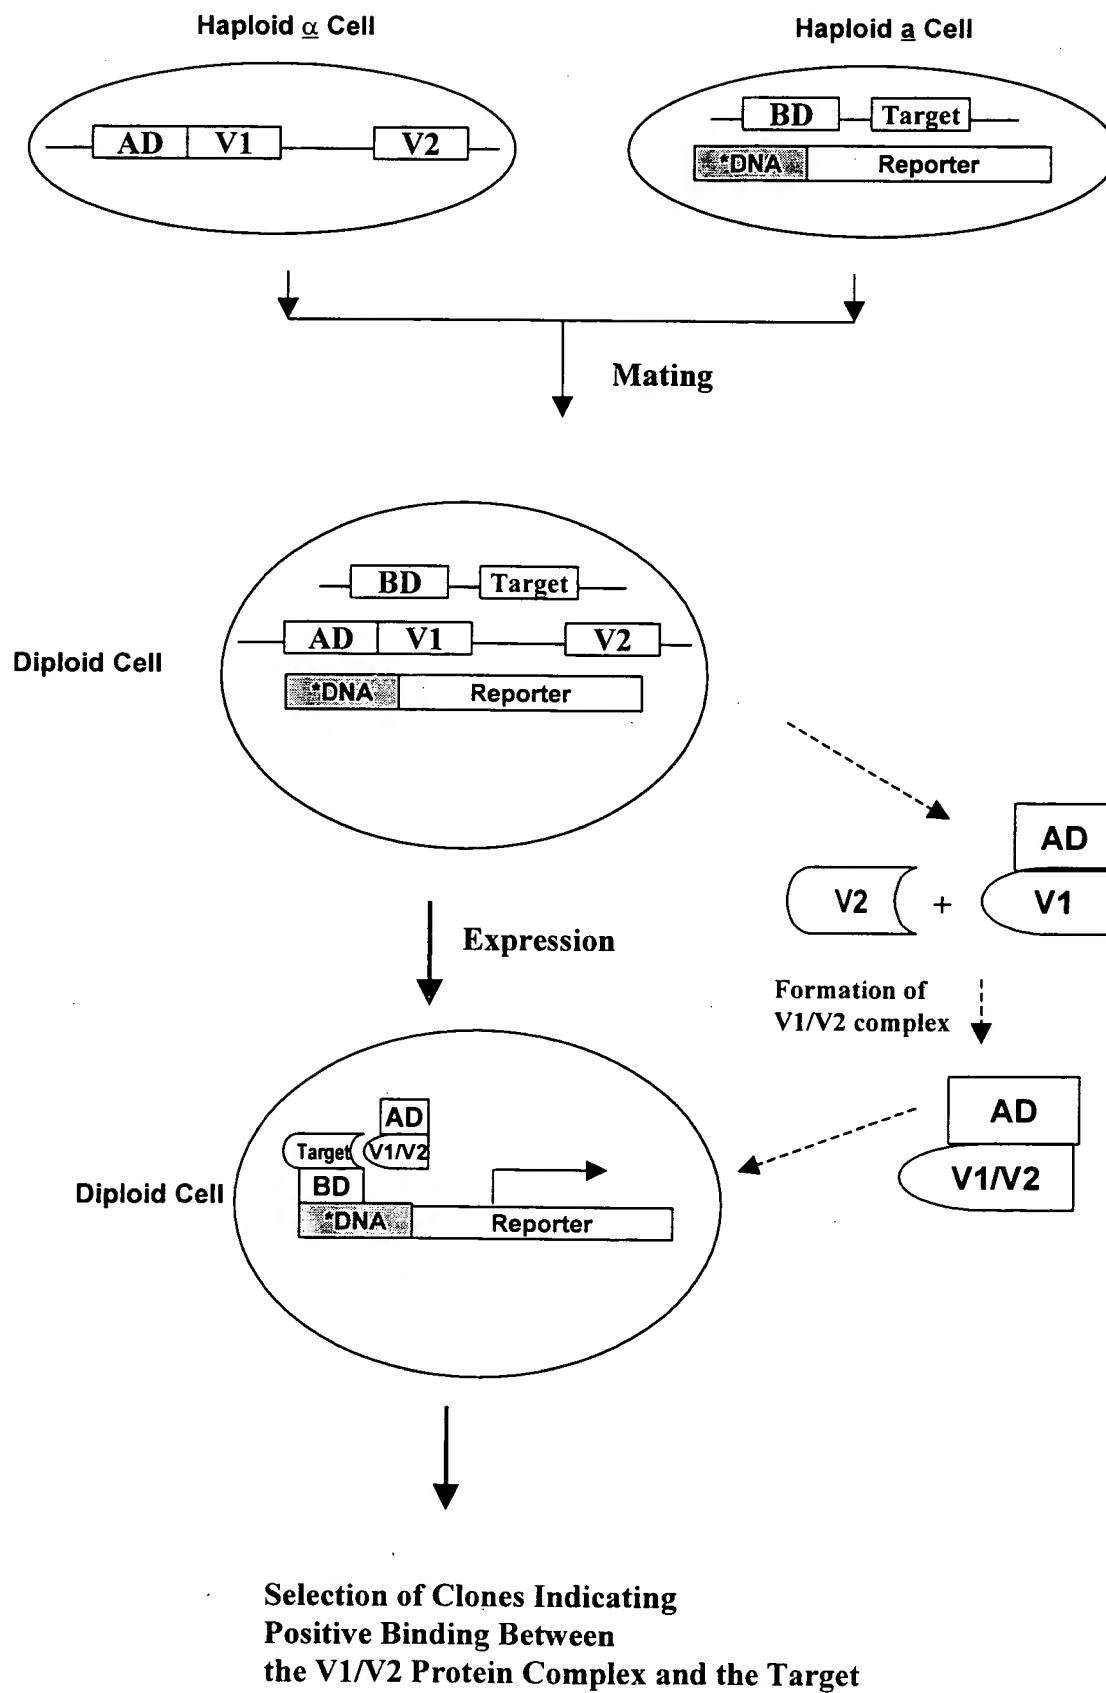 Haploid α Cell
Haploid a Cell
AD V1 V2
BD Target
*DNA Reporter
Mating
Diploid Cell
BD Target
AD V1 V2
*DNA Reporter
AD
V2 + V1
Expression
Formation of
V1/V2 complex
AD
V1/V2
Diploid Cell
AD
Target V1/V2
BD
*DNA Reporter
Selection of Clones Indicating
Positive Binding Between
the V1/V2 Protein Complex and the Target